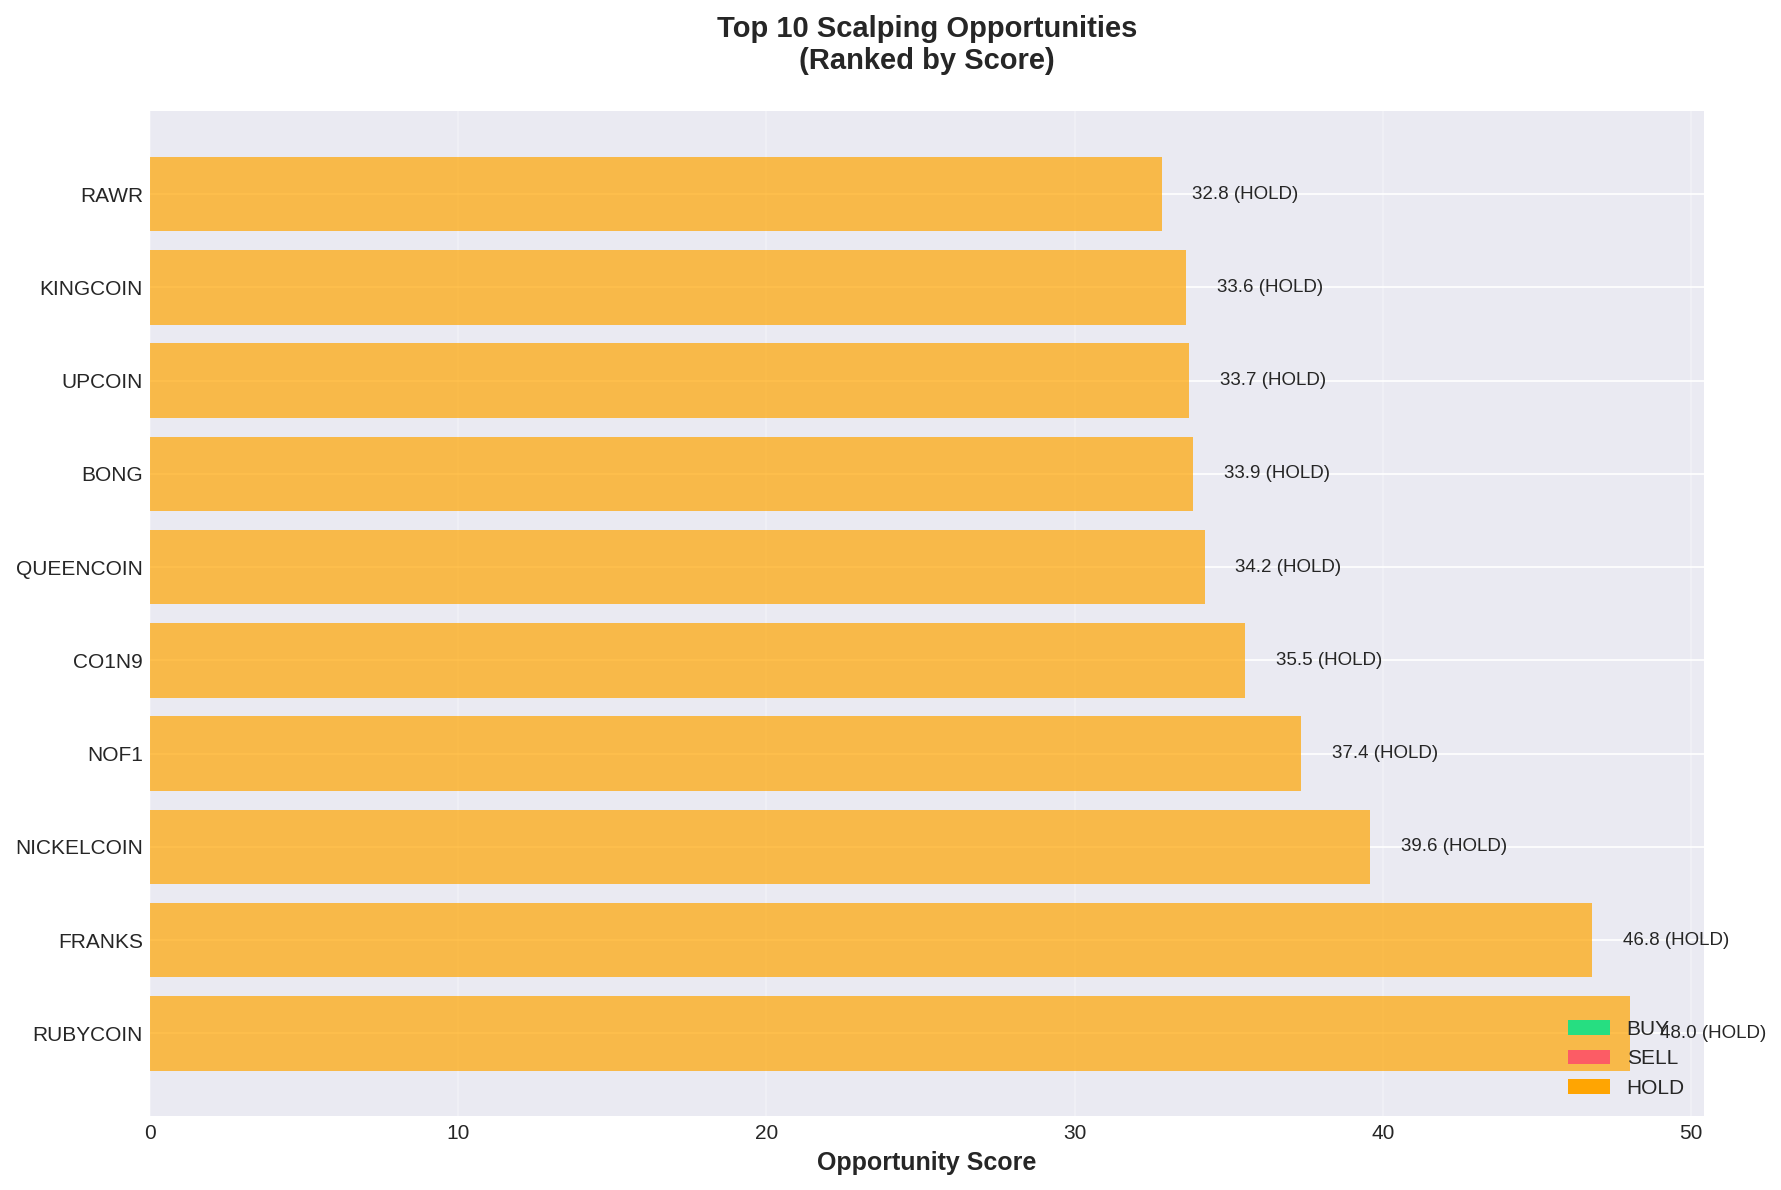 Top 10 Scalping Opportunities
(Ranked by Score)
RAWR
32.8 (HOLD)
KINGCOIN
33.6 (HOLD)
UPCOIN
33.7 (HOLD)
BONG
33.9 (HOLD)
QUEENCOIN
34.2 (HOLD)
CO1N9
35.5 (HOLD)
NOF1
37.4 (HOLD)
NICKELCOIN
39.6 (HOLD)
FRANKS
46.8 (HOLD)
RUBYCOIN
48.0 (HOLD)
BUY
SELL
HOLD
0 10 20 30 40 50
Opportunity Score